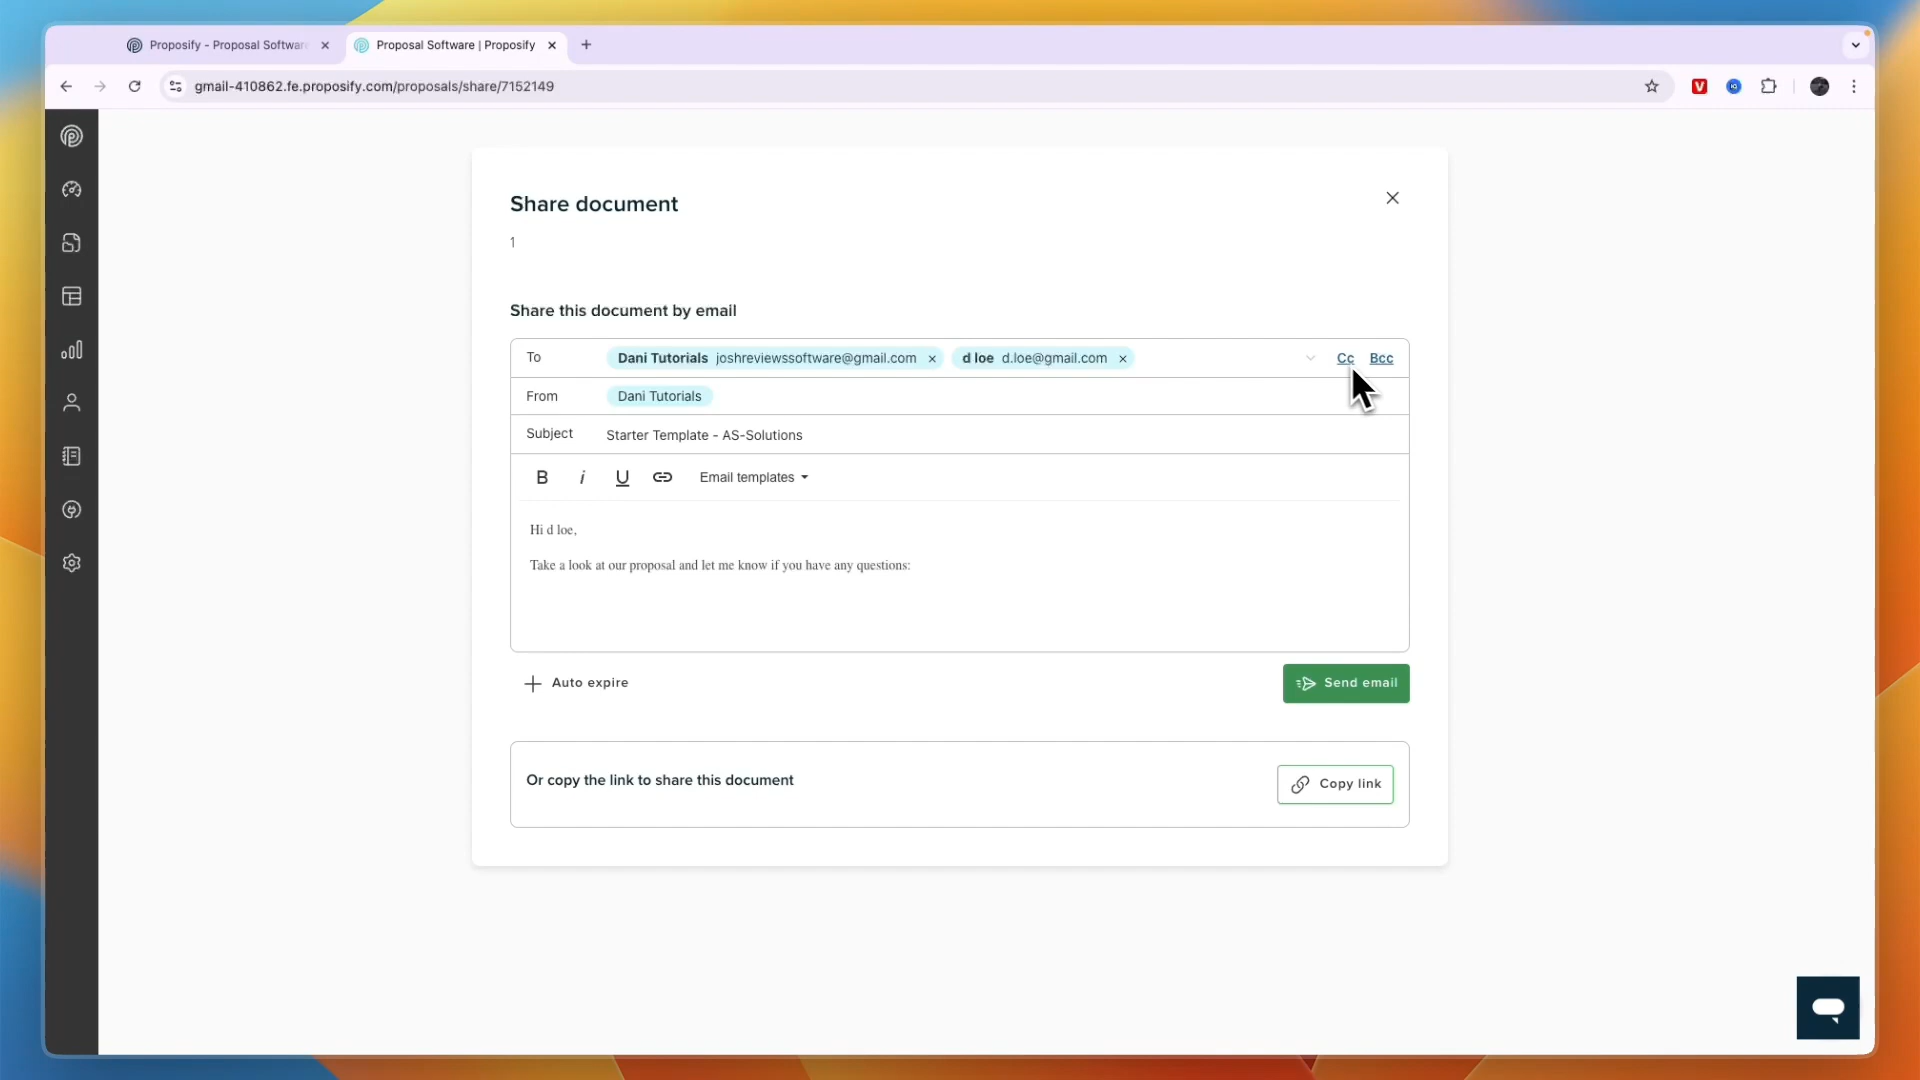 Proposify - Proposal Software
Proposal Software | Proposify
gmail-410862.fe.proposify.com/proposals/share/7152149
Share document
1
Share this document by email
To Dani Tutorials joshreviewssoftware@gmail.com × d loe d.loe@gmail.com × Cc Bcc
From Dani Tutorials
Subject Starter Template - AS-Solutions
B i U Email templates
Hi d loe,
Take a look at our proposal and let me know if you have any questions:
Auto expire
Send email
Or copy the link to share this document
Copy link